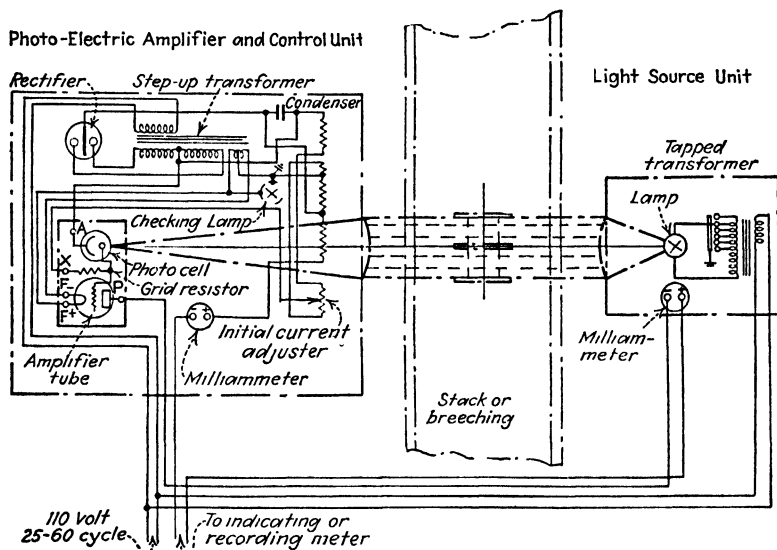 Photo-Electric Amplifier and Control Unit
Rectifier
Step-up transformer
Condenser
Light Source Unit
Tapped
transformer
Lamp
Checking Lamp
A
X
F-
F+
P
Photo cell
Grid resistor
Amplifier
tube
Milliammeter
Initial current
adjuster
Milliam-
meter
Stack or
breeching
110 volt
25-60 cycle
To indicating or
recording meter